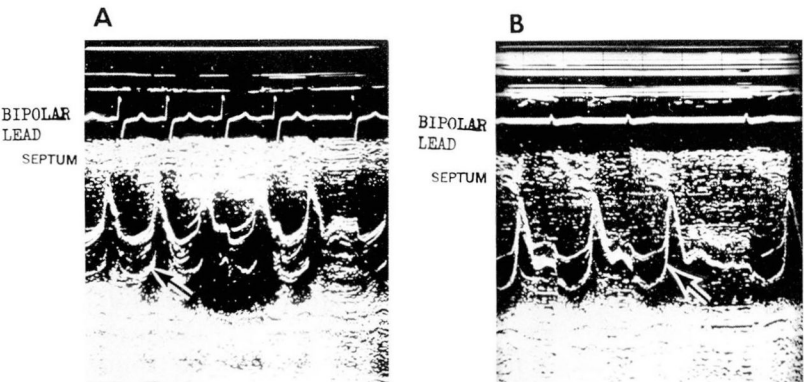 A
BIPOLAR
LEAD
SEPTUM
B
BIPOLAR
LEAD
SEPTUM